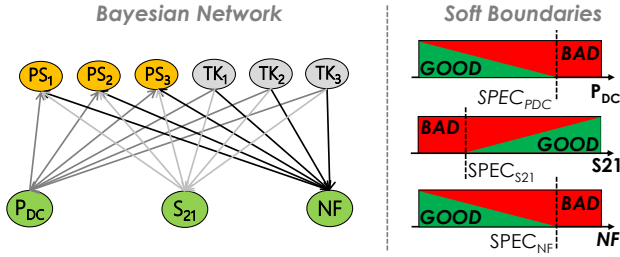 Bayesian Network
PS1 PS2 PS3 TK1 TK2 TK3
PDC S21 NF
Soft Boundaries
GOOD BAD
SPECPDC PDC
BAD GOOD
SPECS21 S21
GOOD BAD
SPECNF NF